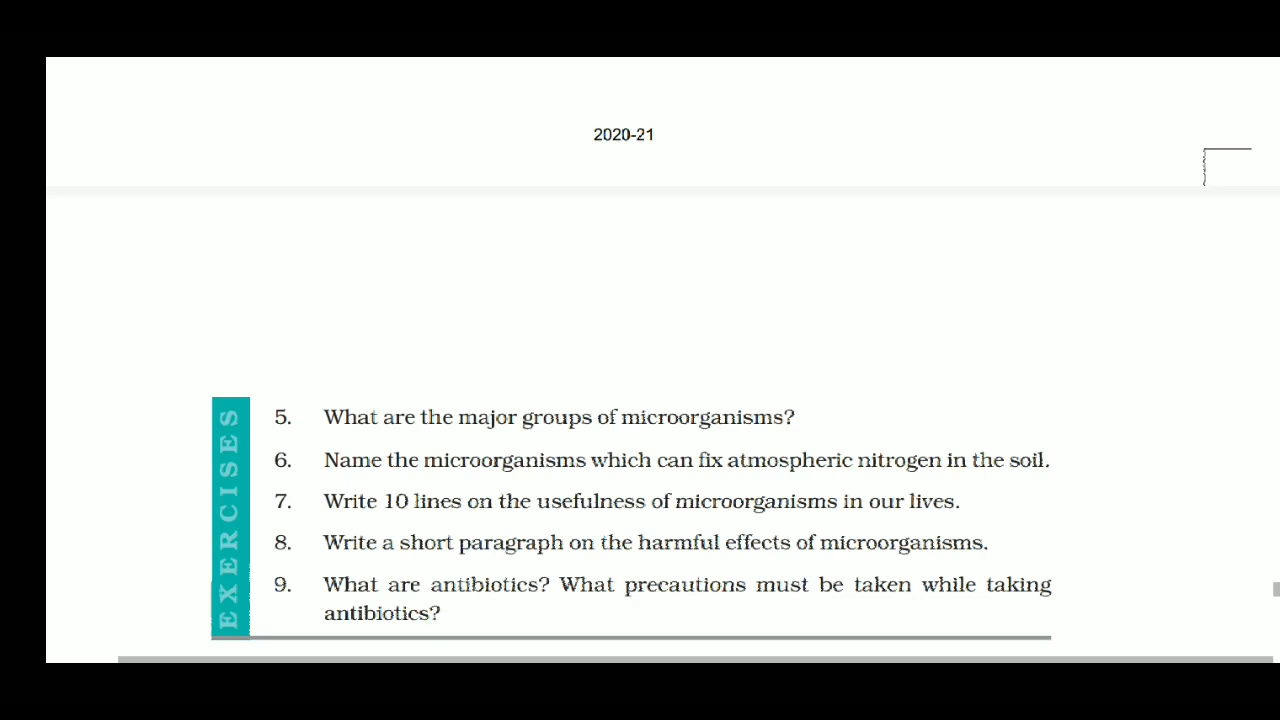 2020-21
EXERCISES
5. What are the major groups of microorganisms?
6. Name the microorganisms which can fix atmospheric nitrogen in the soil.
7. Write 10 lines on the usefulness of microorganisms in our lives.
8. Write a short paragraph on the harmful effects of microorganisms.
9. What are antibiotics? What precautions must be taken while taking
antibiotics?